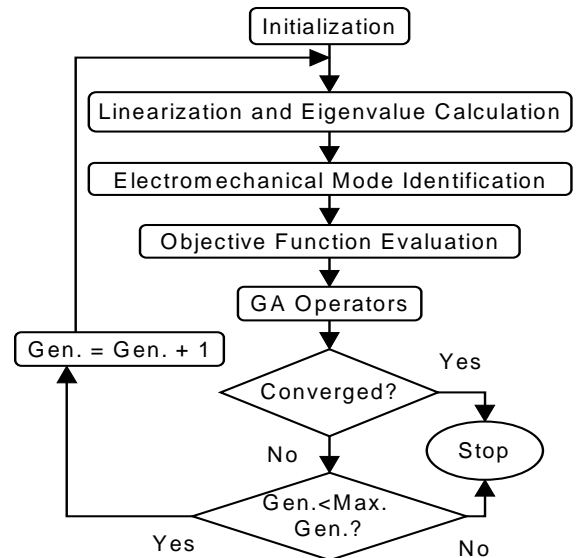 Initialization
Linearization and Eigenvalue Calculation
Electromechanical Mode Identification
Objective Function Evaluation
GA Operators
Gen. = Gen. + 1
Yes
Converged?
Stop
No
Gen.<Max.
Gen.?
Yes
No